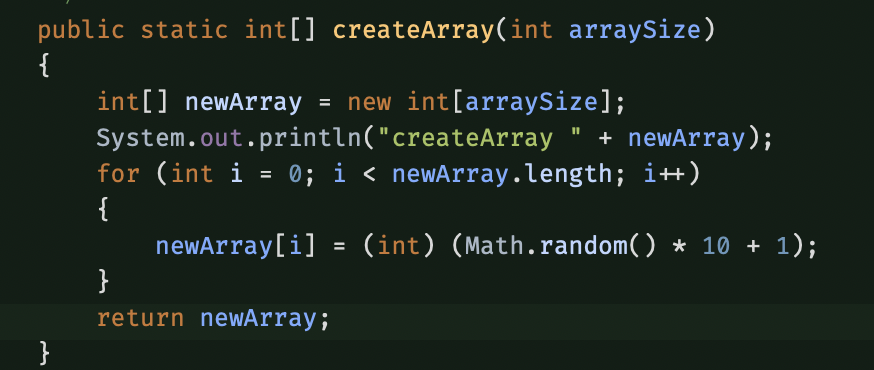 public static int[] createArray(int arraySize)
{
int[] newArray = new int[arraySize];
System.out.println("createArray " + newArray);
for (int i = 0; i < newArray.length; i++)
{
newArray[i] = (int) (Math.random() * 10 + 1);
}
return newArray;
}